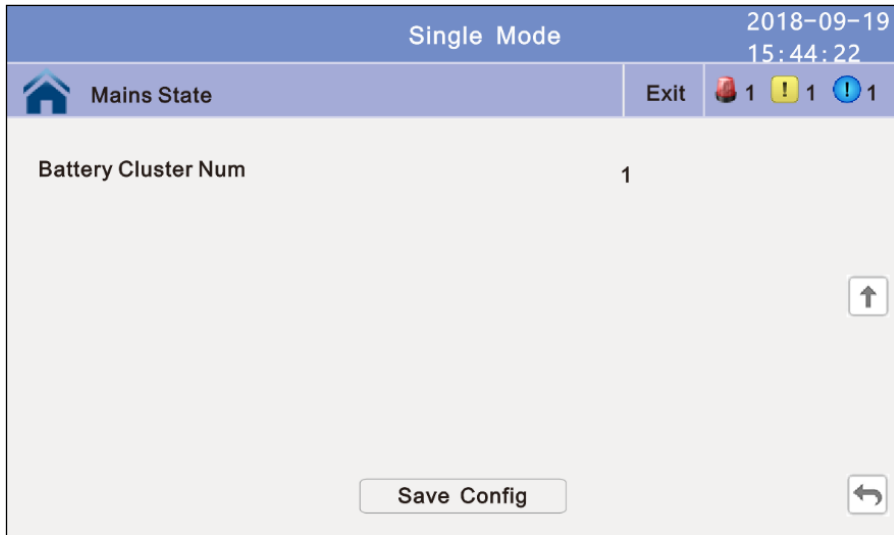 Single Mode
2018-09-19
15:44:22
Mains State
Exit
1
! 1
! 1
Battery Cluster Num
1
Save Config